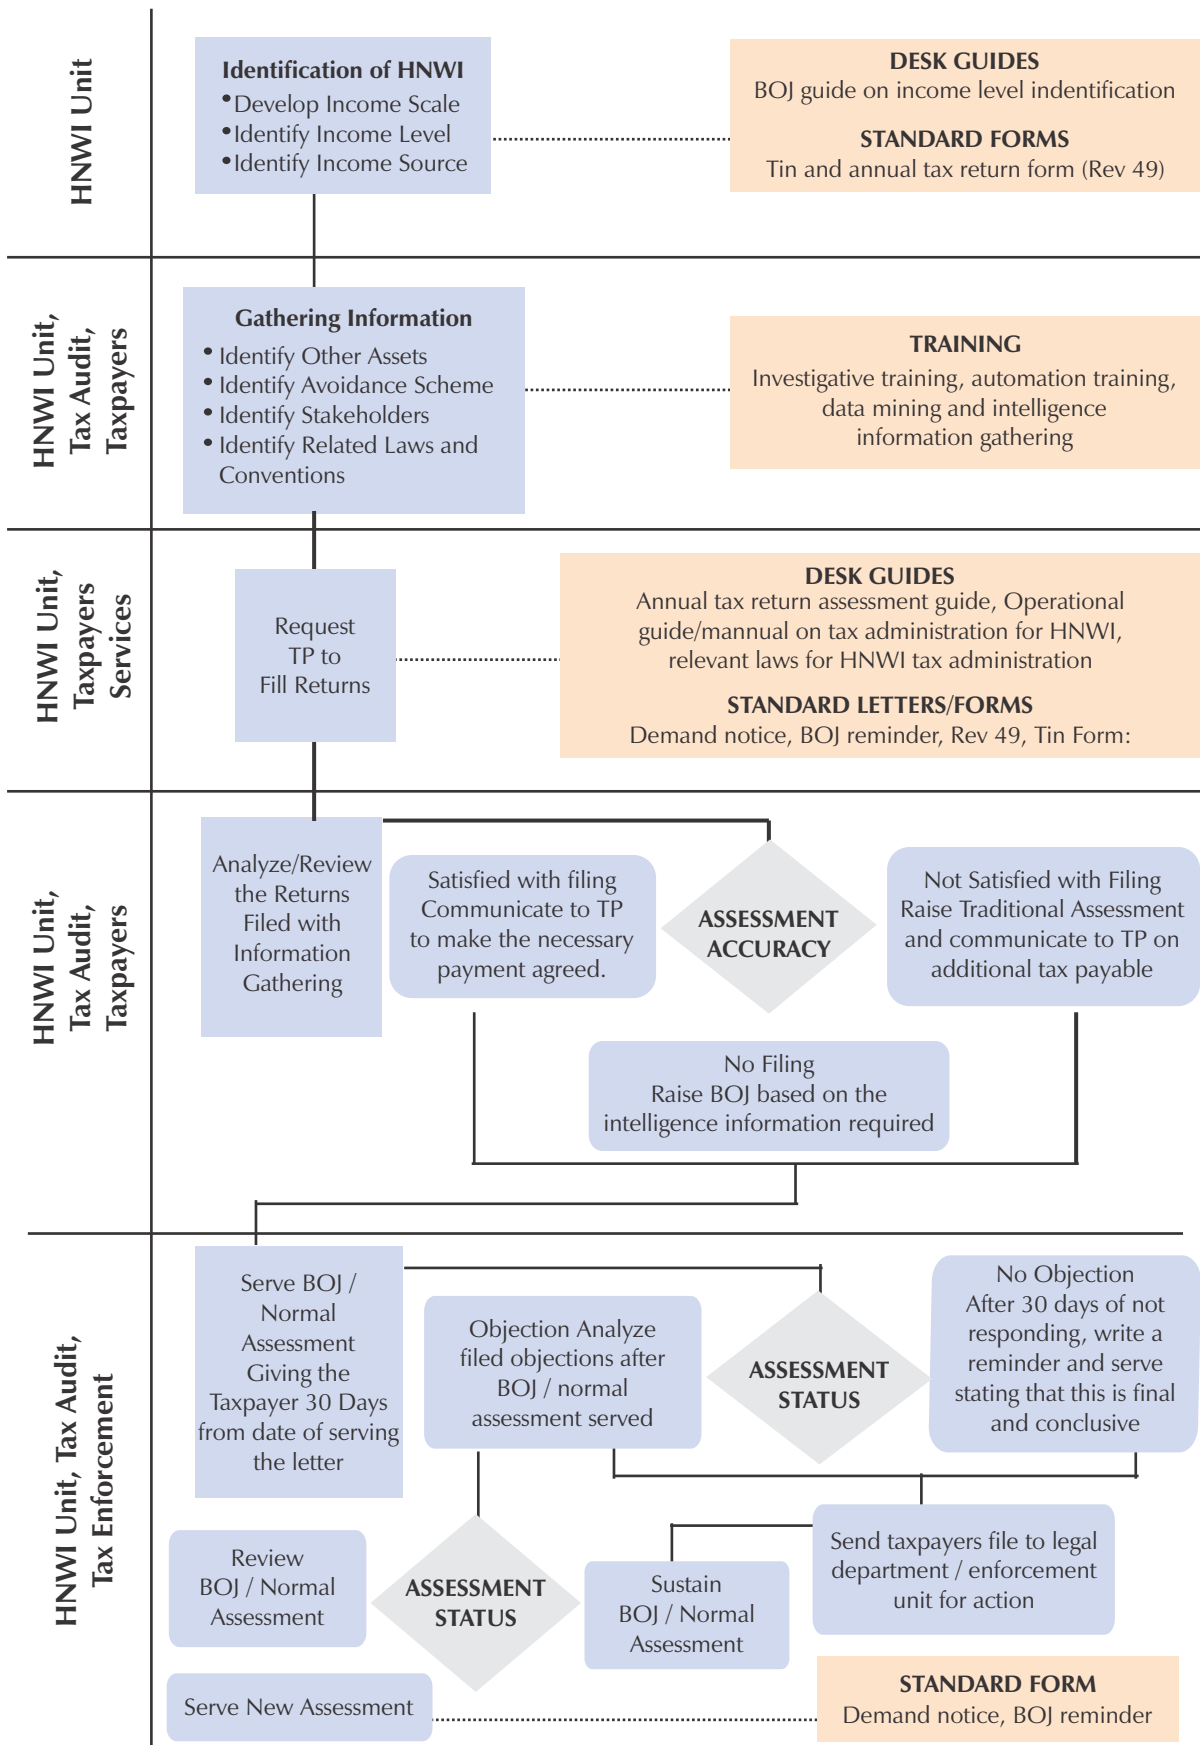 HNWI Unit
Identification of HNWI
•Develop Income Scale
•Identify Income Level
•Identify Income Source
DESK GUIDES
BOJ guide on income level indentification
STANDARD FORMS
Tin and annual tax return form (Rev 49)
HNWI Unit,
Tax Audit,
Taxpayers
Gathering Information
• Identify Other Assets
• Identify Avoidance Scheme
• Identify Stakeholders
• Identify Related Laws and
Conventions
TRAINING
Investigative training, automation training,
data mining and intelligence
information gathering
HNWI Unit,
Taxpayers
Services
Request
TP to
Fill Returns
DESK GUIDES
Annual tax return assessment guide, Operational
guide/mannual on tax administration for HNWI,
relevant laws for HNWI tax administration
STANDARD LETTERS/FORMS
Demand notice, BOJ reminder, Rev 49, Tin Form:
HNWI Unit,
Tax Audit,
Taxpayers
Analyze/Review
the Returns
Filed with
Information
Gathering
Satisfied with filing
Communicate to TP
to make the necessary
payment agreed.
ASSESSMENT
ACCURACY
Not Satisfied with Filing
Raise Traditional Assessment
and communicate to TP on
additional tax payable
No Filing
Raise BOJ based on the
intelligence information required
HNWI Unit, Tax Audit,
Tax Enforcement
Serve BOJ /
Normal
Assessment
Giving the
Taxpayer 30 Days
from date of serving
the letter
Objection Analyze
filed objections after
BOJ / normal
assessment served
ASSESSMENT
STATUS
No Objection
After 30 days of not
responding, write a
reminder and serve
stating that this is final
and conclusive
Review
BOJ / Normal
Assessment
ASSESSMENT
STATUS
Sustain
BOJ / Normal
Assessment
Send taxpayers file to legal
department / enforcement
unit for action
Serve New Assessment
STANDARD FORM
Demand notice, BOJ reminder